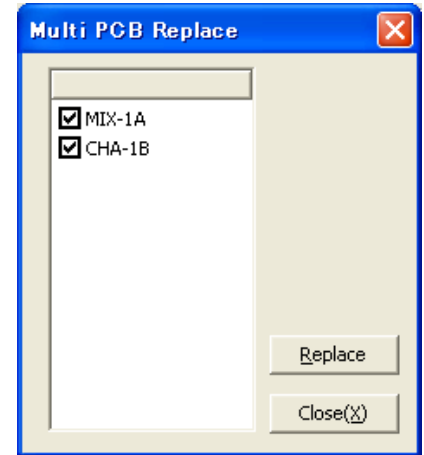 Multi PCB Replace
MIX-1A
CHA-1B
Replace
Close(X)